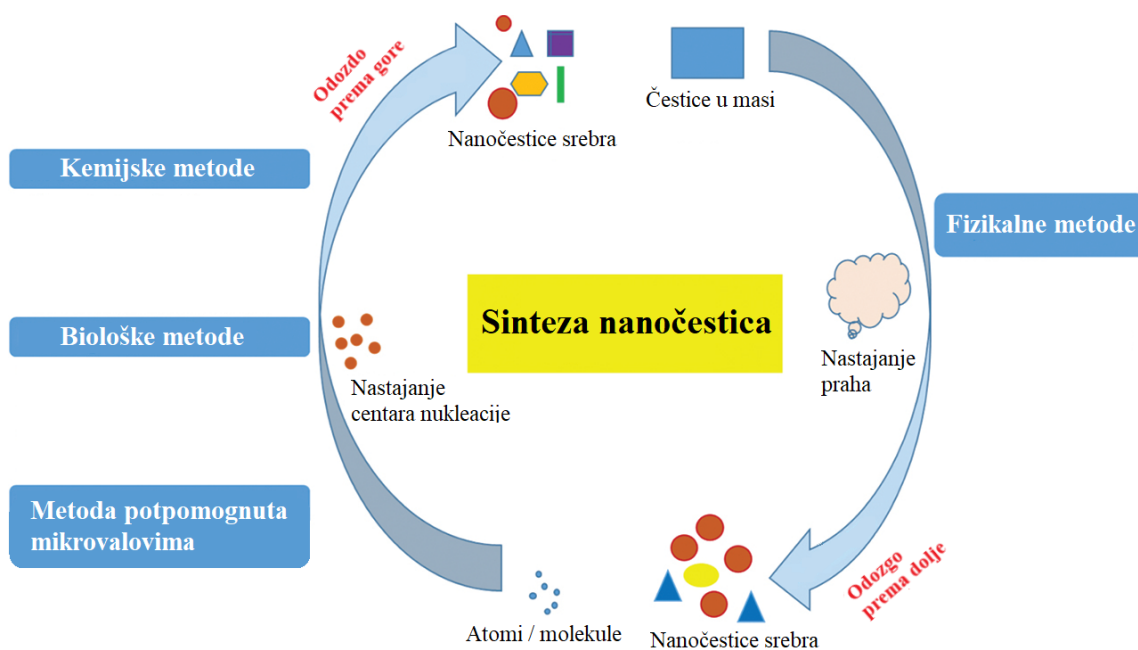 Odozdo
prema gore
Nanočestice srebra
Čestice u masi
Kemijske metode
Fizikalne metode
Biološke metode
Sinteza nanočestica
Nastajanje
centara nukleacije
Nastajanje
praha
Metoda potpomognuta
mikrovalovima
Atomi / molekule
Nanočestice srebra
Odozgo
prema dolje